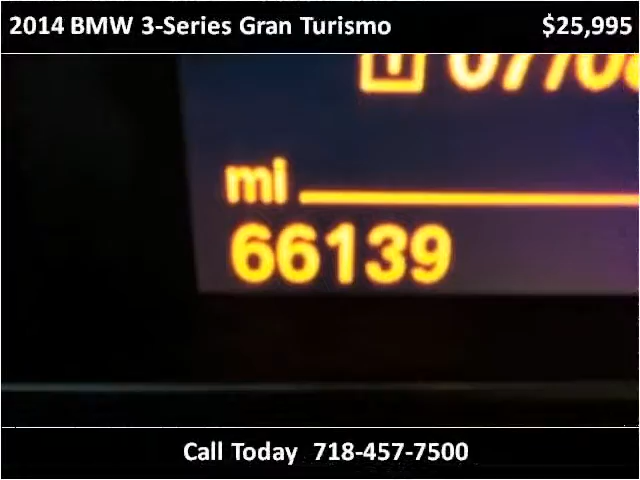 2014 BMW 3-Series Gran Turismo $25,995
mi
66139
Call Today 718-457-7500